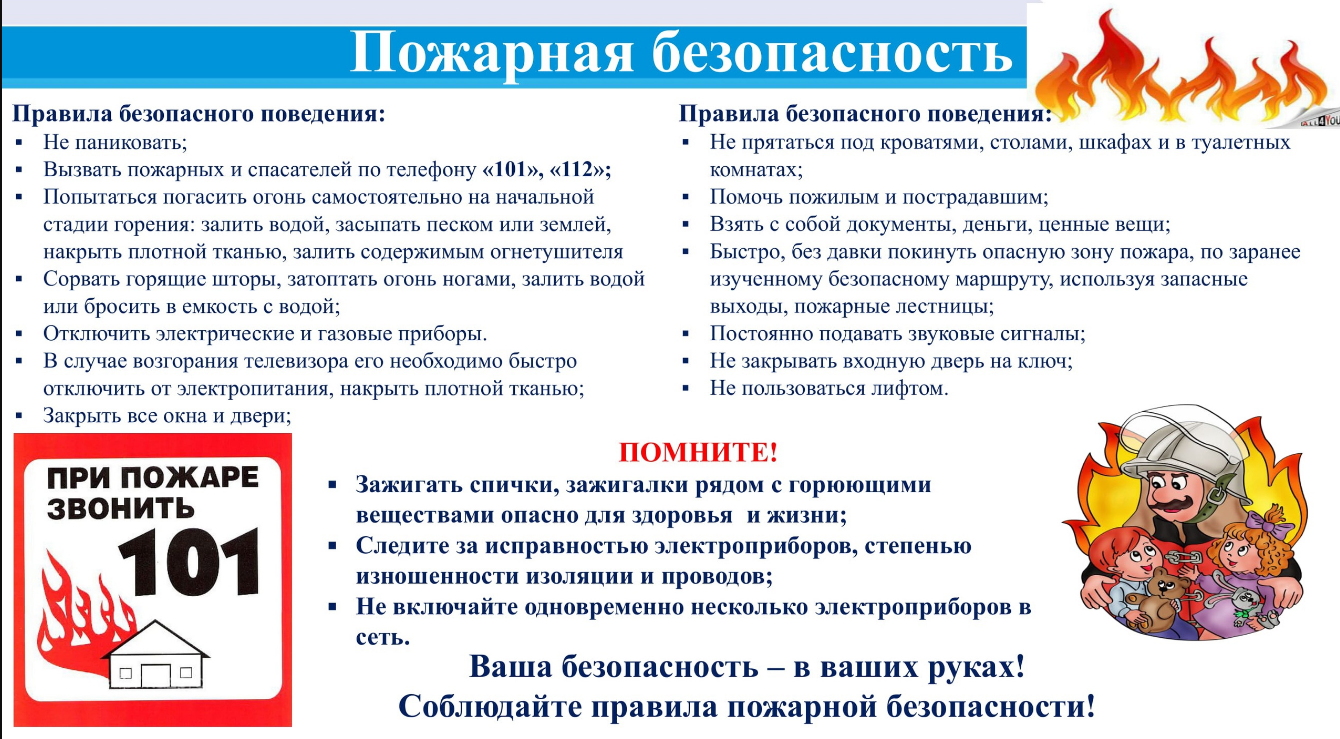 Пожарная безопасность
Правила безопасного поведения:
▪ Не паниковать;
▪ Вызвать пожарных и спасателей по телефону «101», «112»;
▪ Попытаться погасить огонь самостоятельно на начальной
стадии горения: залить водой, засыпать песком или землей,
накрыть плотной тканью, залить содержимым огнетушителя
▪ Сорвать горящие шторы, затоптать огонь ногами, залить водой
или бросить в емкость с водой;
▪ Отключить электрические и газовые приборы.
▪ В случае возгорания телевизора его необходимо быстро
отключить от электропитания, накрыть плотной тканью;
▪ Закрыть все окна и двери;
Правила безопасного поведения:
▪ Не прятаться под кроватями, столами, шкафах и в туалетных
комнатах;
▪ Помочь пожилым и пострадавшим;
▪ Взять с собой документы, деньги, ценные вещи;
▪ Быстро, без давки покинуть опасную зону пожара, по заранее
изученному безопасному маршруту, используя запасные
выходы, пожарные лестницы;
▪ Постоянно подавать звуковые сигналы;
▪ Не закрывать входную дверь на ключ;
▪ Не пользоваться лифтом.
ПРИ ПОЖАРЕ
ЗВОНИТЬ
101
ПОМНИТЕ!
▪ Зажигать спички, зажигалки рядом с горюющими
веществами опасно для здоровья и жизни;
▪ Следите за исправностью электроприборов, степенью
изношенности изоляции и проводов;
▪ Не включайте одновременно несколько электроприборов в
сеть.
Ваша безопасность – в ваших руках!
Соблюдайте правила пожарной безопасности!